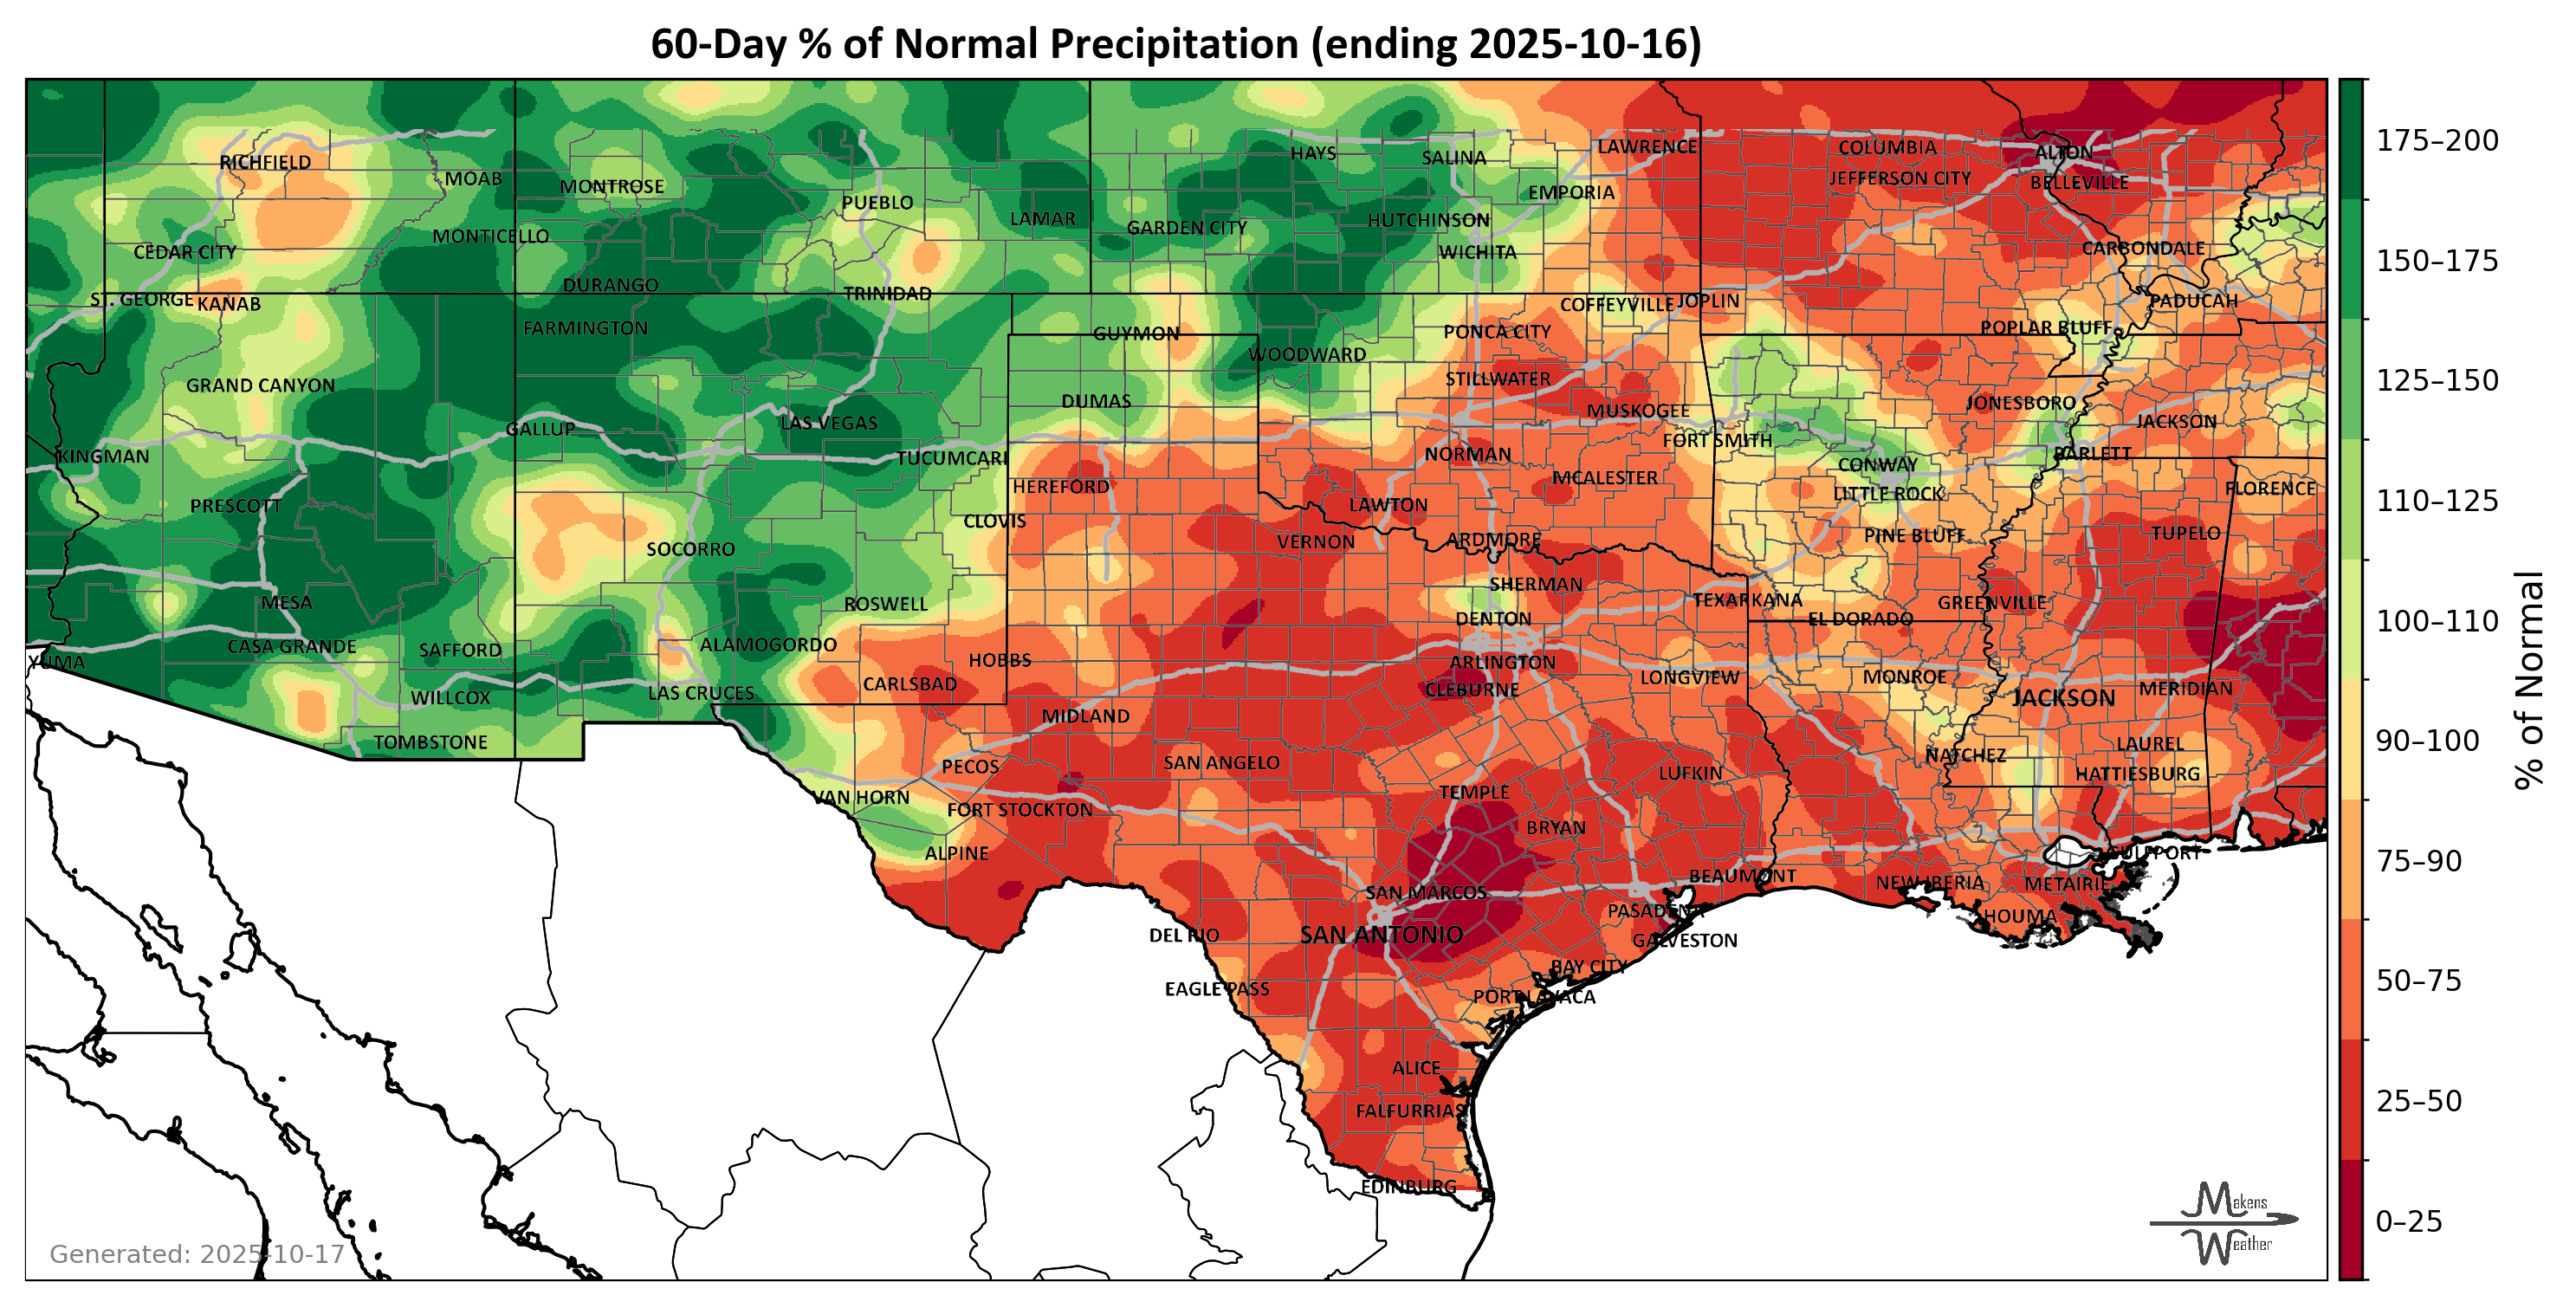 60-Day % of Normal Precipitation (ending 2025-10-16)
HAYS
SALINA
LAWRENCE
COLUMBIA
ALTON
RICHFIELD
MOAB
MONTROSE
JEFFERSON CITY
BELLEVILLE
175–200
PUEBLO
EMPORIA
LAMAR
GARDEN CITY
HUTCHINSON
MONTICELLO
CEDAR CITY
WICHITA
CARBONDALE
150–175
DURANGO
TRINIDAD
ST. GEORGE
KANAB
COFFEYVILLE
JOPLIN
PADUCAH
FARMINGTON
GUYMON
PONCA CITY
POPLAR BLUFF
WOODWARD
GRAND CANYON
STILLWATER
125–150
DUMAS
MUSKOGEE
JONESBORO
GALLUP
LAS VEGAS
JACKSON
FORT SMITH
KINGMAN
TUCUMCARI
NORMAN
BARLETT
CONWAY
HEREFORD
MCALESTER
LITTLE ROCK
FLORENCE
PRESCOTT
LAWTON
110–125
CLOVIS
SOCORRO
VERNON
ARDMORE
PINE BLUFF
TUPELO
SHERMAN
MESA
ROSWELL
DENTON
TEXARKANA
GREENVILLE
100–110
EL DORADO
CASA GRANDE
SAFFORD
ALAMOGORDO
YUMA
HOBBS
ARLINGTON
WILLCOX
LAS CRUCES
CARLSBAD
CLEBURNE
LONGVIEW
MONROE
JACKSON
MERIDIAN
% of Normal
MIDLAND
TOMBSTONE
LAUREL
90–100
PECOS
SAN ANGELO
NATCHEZ
LUFKIN
HATTIESBURG
VAN HORN
FORT STOCKTON
TEMPLE
BRYAN
ALPINE
GULFPORT
75–90
SAN MARCOS
BEAUMONT
NEW IBERIA
METAIRIE
PASADENA
HOUMA
DEL RIO
SAN ANTONIO
GALVESTON
BAY CITY
50–75
EAGLE PASS
PORT LAVACA
ALICE
25–50
FALFURRIAS
EDINBURG
Makens
Weather
0–25
Generated: 2025-10-17